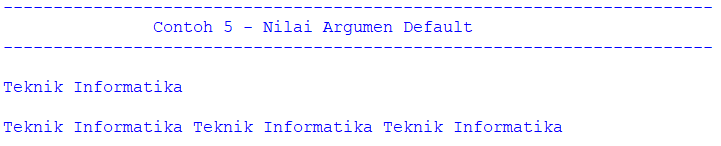 -----------------------------------------------------------------------
Contoh 5 - Nilai Argumen Default
-----------------------------------------------------------------------
Teknik Informatika
Teknik Informatika Teknik Informatika Teknik Informatika